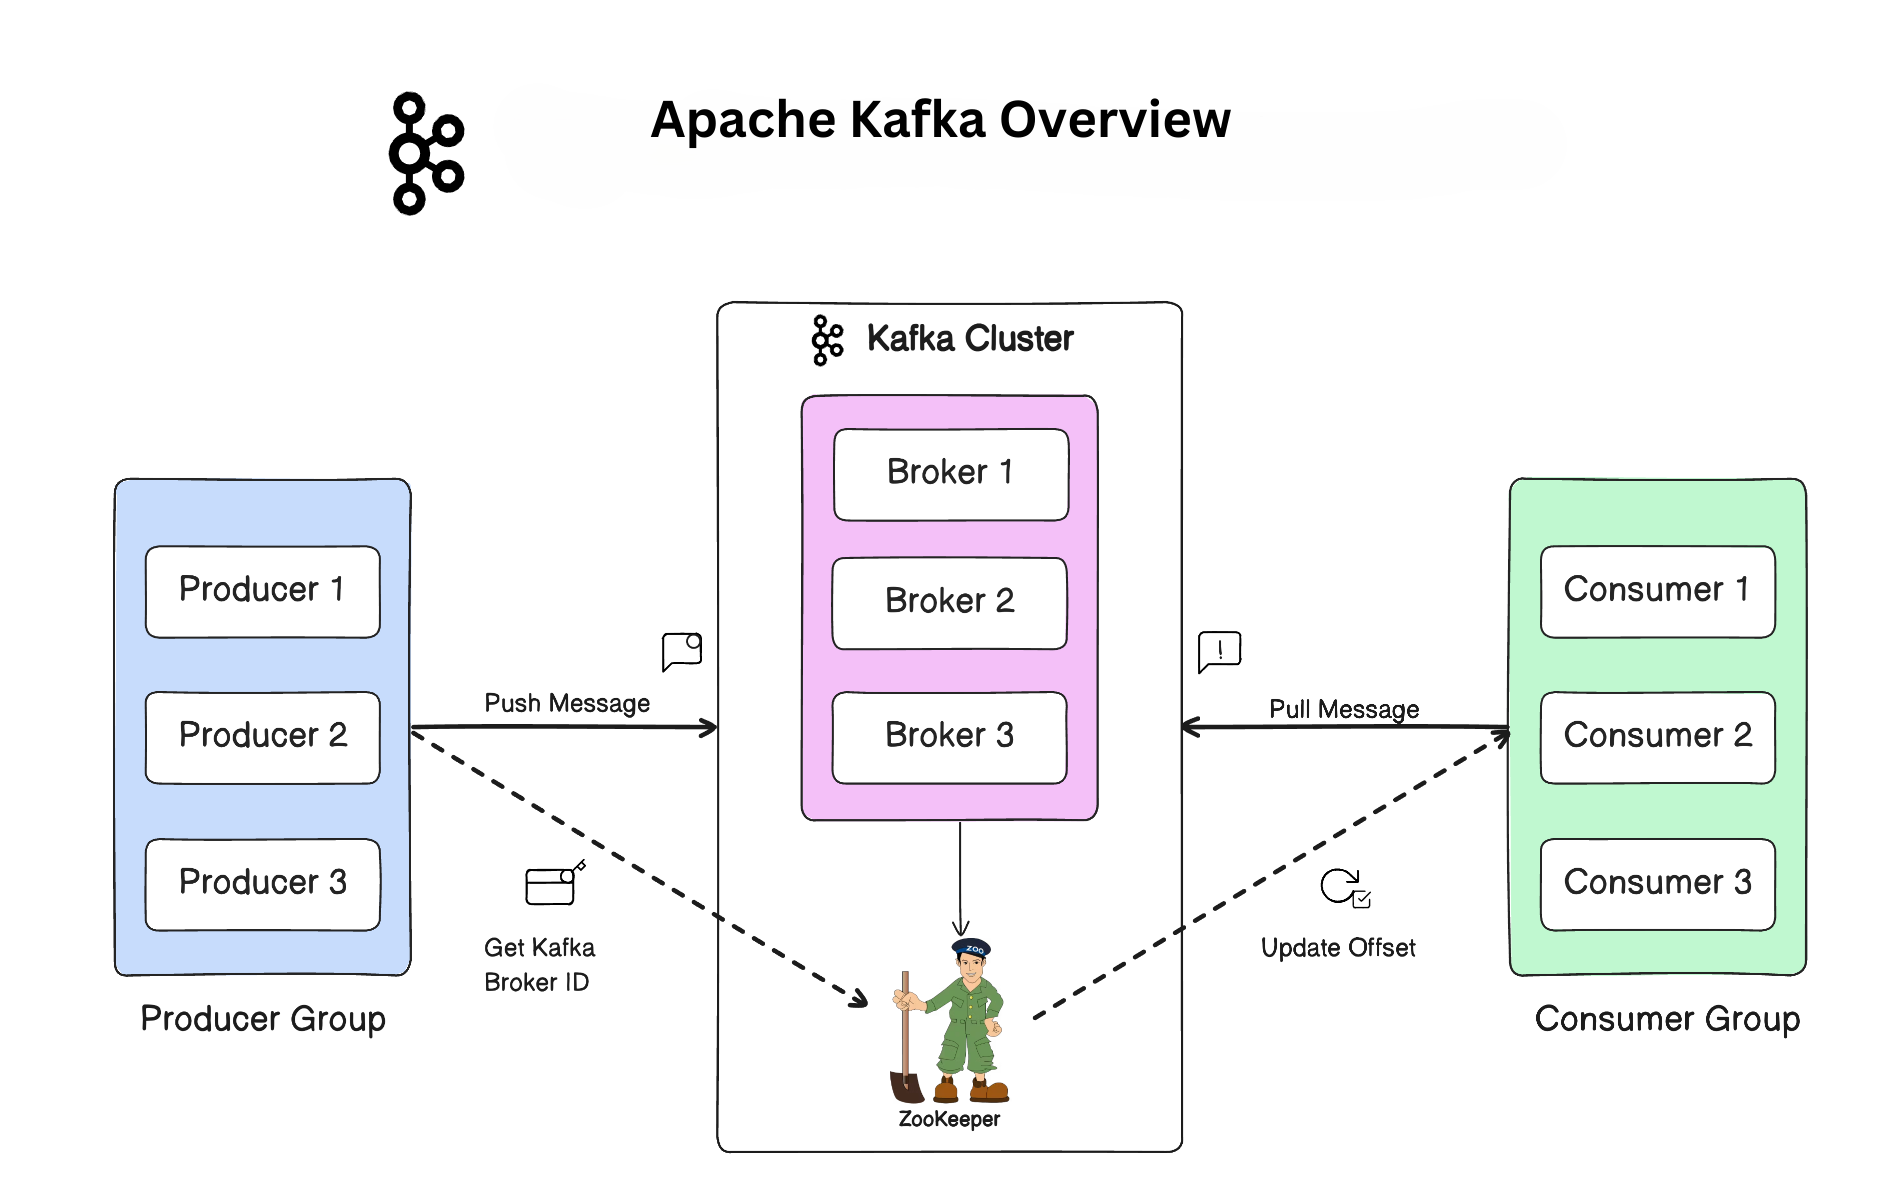 Apache Kafka Overview
Kafka Cluster
Broker 1
Broker 2
Broker 3
Producer 1
Producer 2
Producer 3
Producer Group
Push Message
Get Kafka
Broker ID
ZOO
ZooKeeper
!
Pull Message
Update Offset
Consumer 1
Consumer 2
Consumer 3
Consumer Group